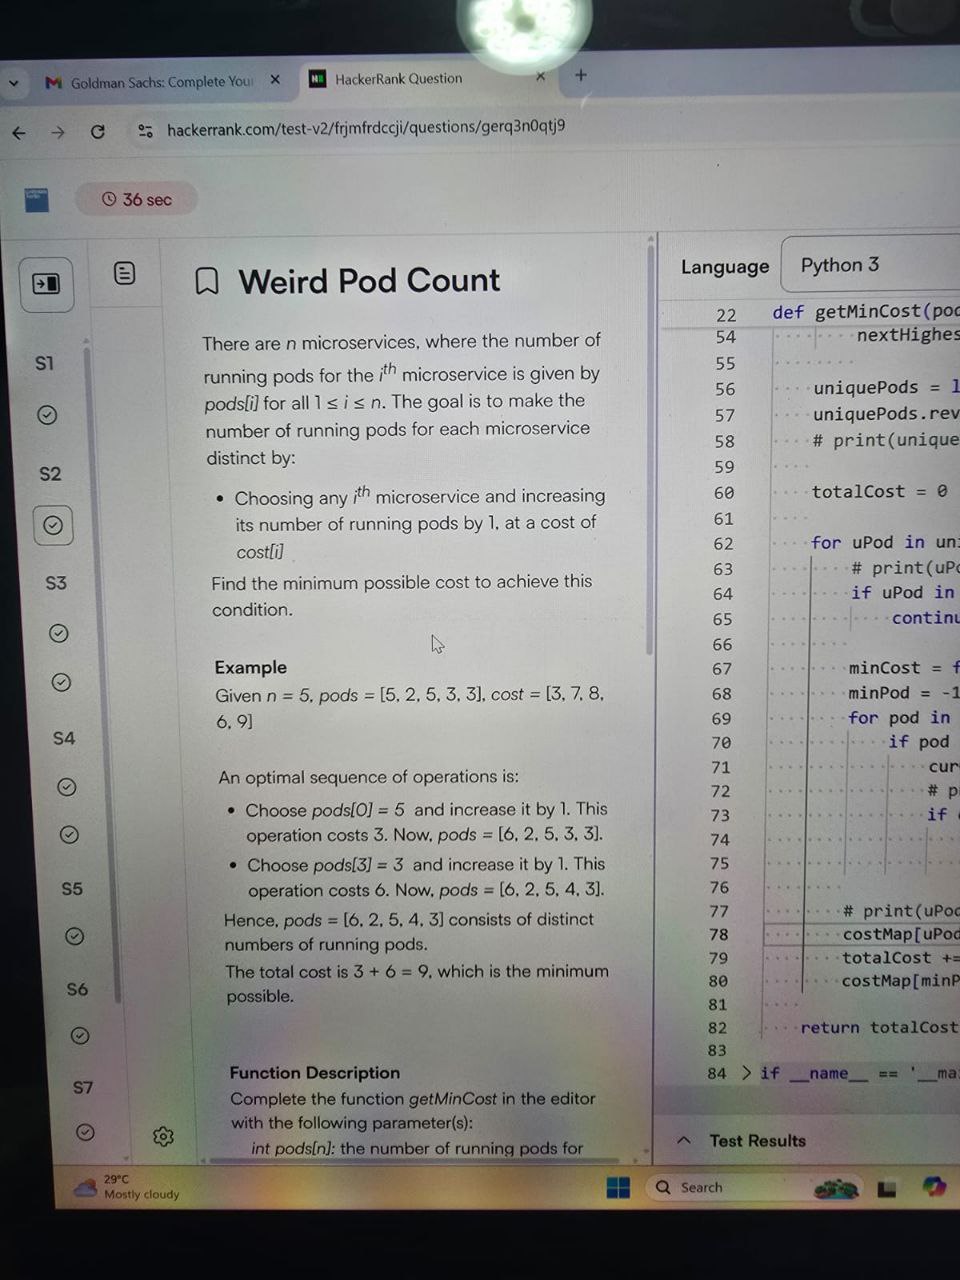 Goldman Sachs: Complete You
HackerRank Question
hackerrank.com/test-v2/frjmfrdccji/questions/gerq3n0qtj9
36 sec
S1
S2
S3
S4
S5
S6
S7
Weird Pod Count
There are n microservices, where the number of
running pods for the ith microservice is given by
pods[i] for all 1 ≤ i ≤ n. The goal is to make the
number of running pods for each microservice
distinct by:
• Choosing any ith microservice and increasing
its number of running pods by 1, at a cost of
cost[i]
Find the minimum possible cost to achieve this
condition.
Example
Given n = 5, pods = [5, 2, 5, 3, 3], cost = [3, 7, 8,
6, 9]
An optimal sequence of operations is:
• Choose pods[0] = 5 and increase it by 1. This
operation costs 3. Now, pods = [6, 2, 5, 3, 3].
• Choose pods[3] = 3 and increase it by 1. This
operation costs 6. Now, pods = [6, 2, 5, 4, 3].
Hence, pods = [6, 2, 5, 4, 3] consists of distinct
numbers of running pods.
The total cost is 3 + 6 = 9, which is the minimum
possible.
Function Description
Complete the function getMinCost in the editor
with the following parameter(s):
int pods[n]: the number of running pods for
Language
Python 3
22 def getMinCost(pod
54 nextHighes
55
56 uniquePods = l
57 uniquePods.rev
58 # print(unique
59
60 totalCost = 0
61
62 for uPod in uni
63 # print(uPo
64 if uPod in
65 continu
66
67 minCost = f
68 minPod = -1
69 for pod in
70 if pod
71 cur
72 # p
73 if
74
75
76
77 # print(uPod
78 costMap[uPod
79 totalCost +=
80 costMap[minP
81
82 return totalCost
83
84 > if __name__ == '__ma
Test Results
29°C
Mostly cloudy
Search